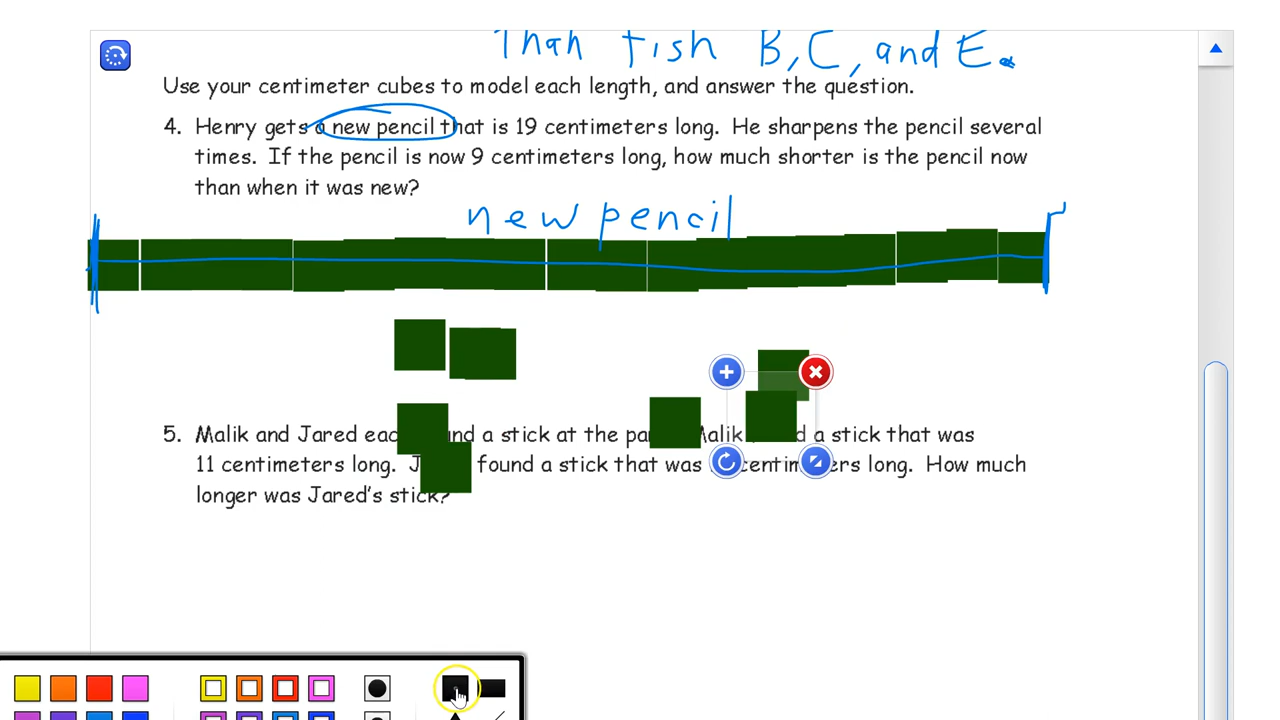 Than fish B, C, and E.
Use your centimeter cubes to model each length, and answer the question.
4. Henry gets a new pencil that is 19 centimeters long. He sharpens the pencil several
times. If the pencil is now 9 centimeters long, how much shorter is the pencil now
than when it was new?
new pencil
5. Malik and Jared each found a stick at the Malik a stick that was
11 centimeters long. found a stick that was centimeters long. How much
longer was Jared's stick?